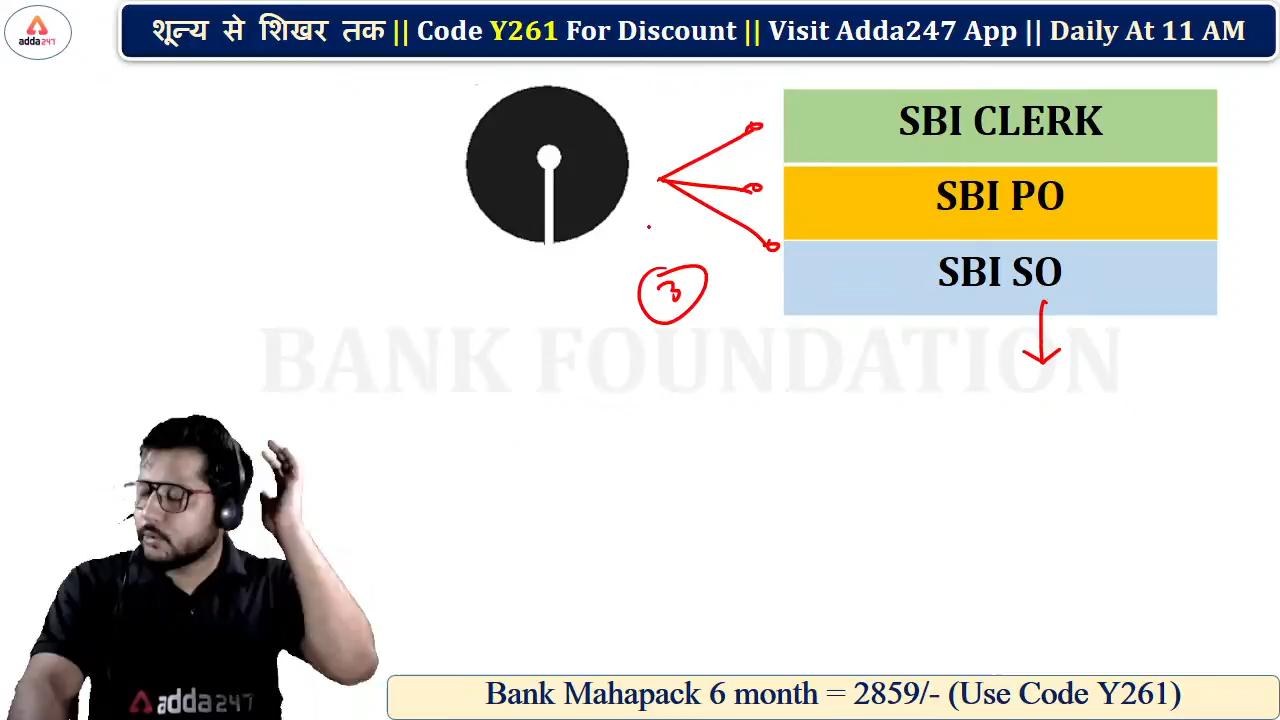 adda247
शून्य से शिखर तक || Code Y261 For Discount || Visit Adda247 App || Daily At 11 AM
SBI CLERK
SBI PO
SBI SO
3
BANK FOUNDATION
adda247
Bank Mahapack 6 month = 2859/- (Use Code Y261)